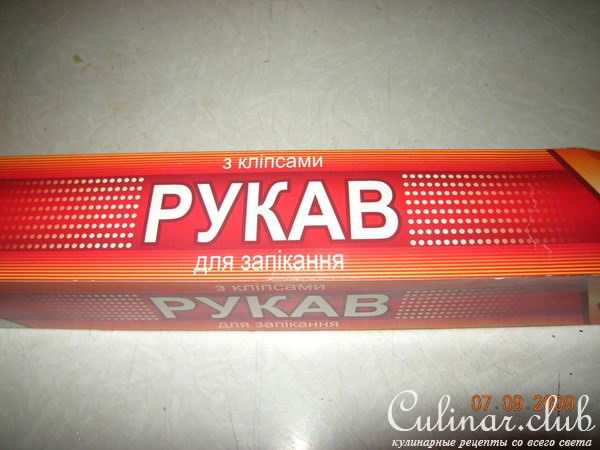 з кліпсами
РУКАВ
для запікання
з кліпсами
РУКАВ
для запікання
07.09.2009
Culinar.club
кулинарные рецепты со всего света